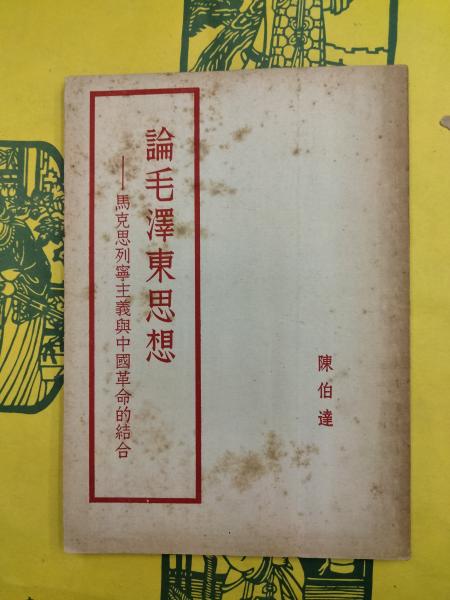 論毛澤東思想
——馬克思列寧主義與中國革命的結合
陳伯達